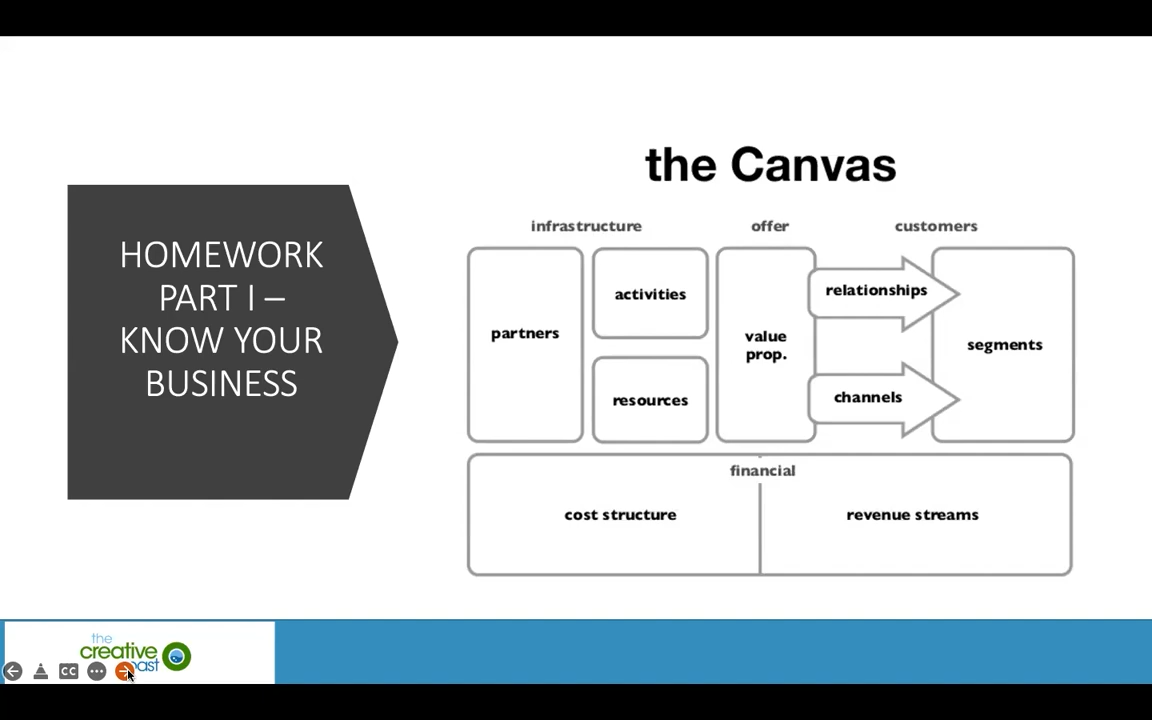 HOMEWORK
PART I –
KNOW YOUR
BUSINESS
the Canvas
infrastructure
offer
customers
partners
activities
resources
value
prop.
relationships
channels
segments
financial
cost structure
revenue streams
the
creative
CC